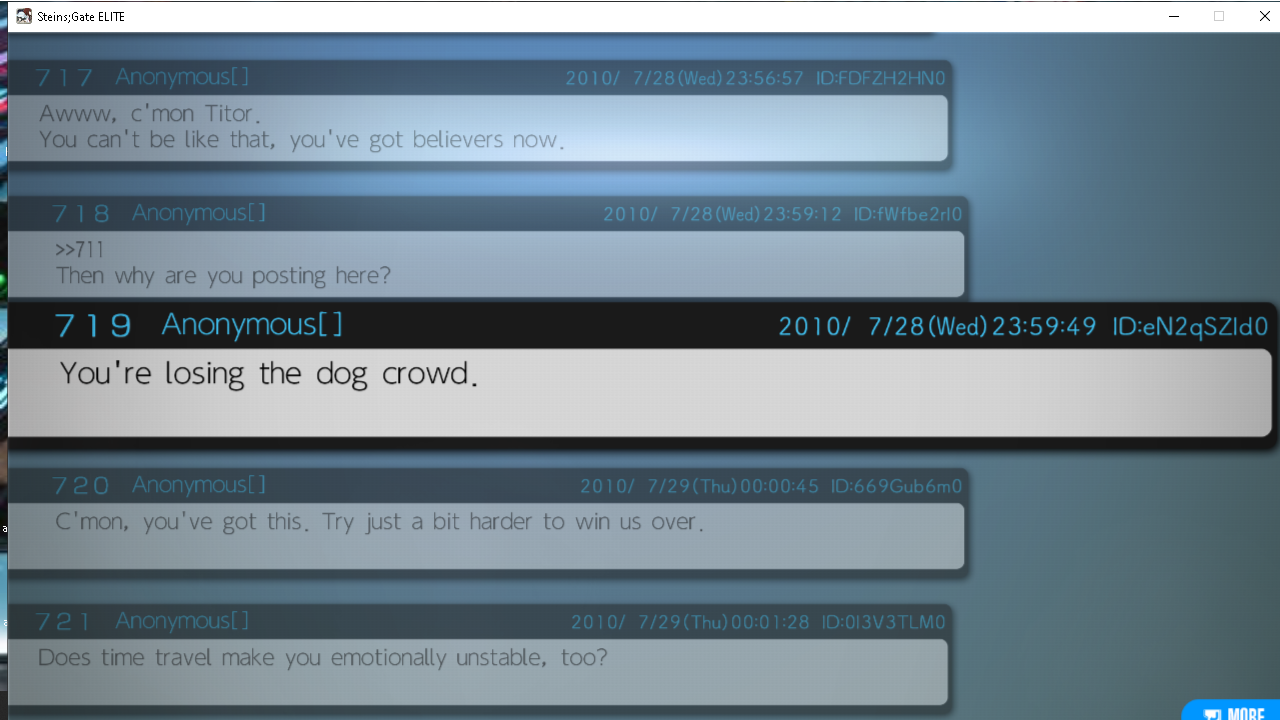 Steins;Gate ELITE
717 Anonymous[] 2010/ 7/28(Wed)23:56:57 ID:FDFZH2HN0
Awww, c'mon Titor.
You can't be like that, you've got believers now.
718 Anonymous[] 2010/ 7/28(Wed)23:59:12 ID:fWfbe2rI0
>>711
Then why are you posting here?
719 Anonymous[] 2010/ 7/28(Wed)23:59:49 ID:eN2qSZId0
You're losing the dog crowd.
720 Anonymous[] 2010/ 7/29(Thu)00:00:45 ID:669Gub6m0
C'mon, you've got this. Try just a bit harder to win us over.
721 Anonymous[] 2010/ 7/29(Thu)00:01:28 ID:0I3V3TLM0
Does time travel make you emotionally unstable, too?
MORE